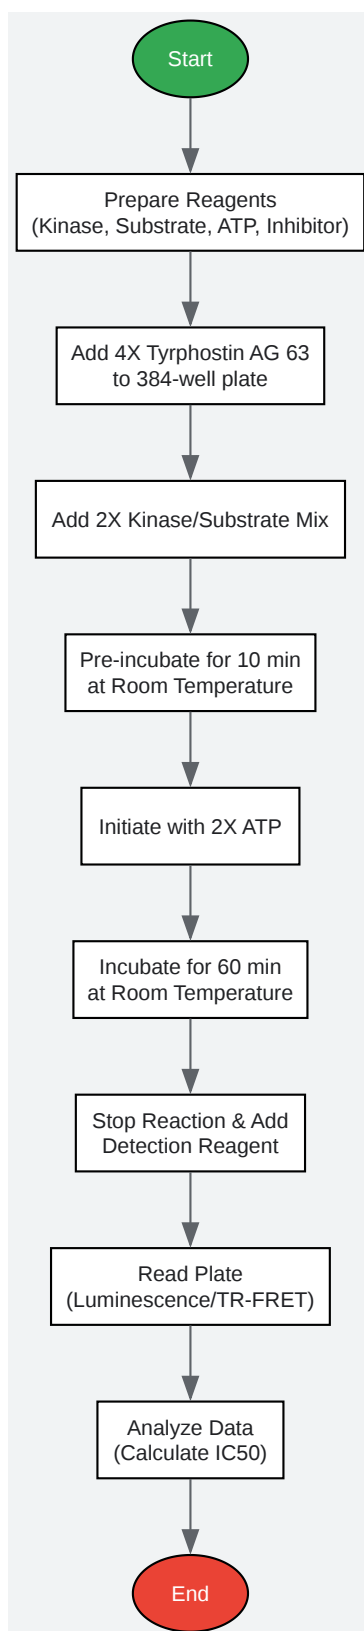 Start
Prepare Reagents
(Kinase, Substrate, ATP, Inhibitor)
Add 4X Tyrphostin AG 63
to 384-well plate
Add 2X Kinase/Substrate Mix
Pre-incubate for 10 min
at Room Temperature
Initiate with 2X ATP
Incubate for 60 min
at Room Temperature
Stop Reaction & Add
Detection Reagent
Read Plate
(Luminescence/TR-FRET)
Analyze Data
(Calculate IC50)
End